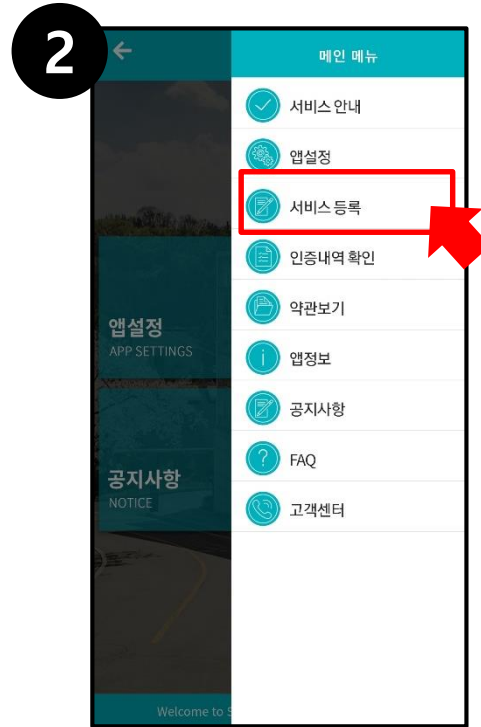 2
메인 메뉴
서비스 안내
앱설정
서비스 등록
인증내역 확인
약관보기
앱정보
공지사항
FAQ
고객센터
앱설정
APP SETTINGS
공지사항
NOTICE
Welcome to